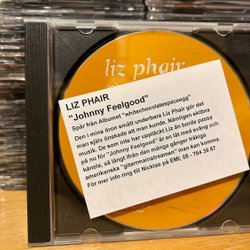 liz phair
LIZ PHAIR
"Johnny Feelgood"
Spår från Albumet "whitechocolatespaceegg"
Den i mina öron smått underbara Liz Phair gör det
man själv önskade att man kunde. Nämligen skitbra
musik. De som inte har upptäckt Liz än borde passa
på nu för "Johnny Feelgood" är en låt med sväng och
känsla, så långt ifrån den många gånger tråkiga
amerikanska "gitarrmainstreamen" man kan komma.
För mer info ring till Nicklas på EMI; 08 - 764 36 87